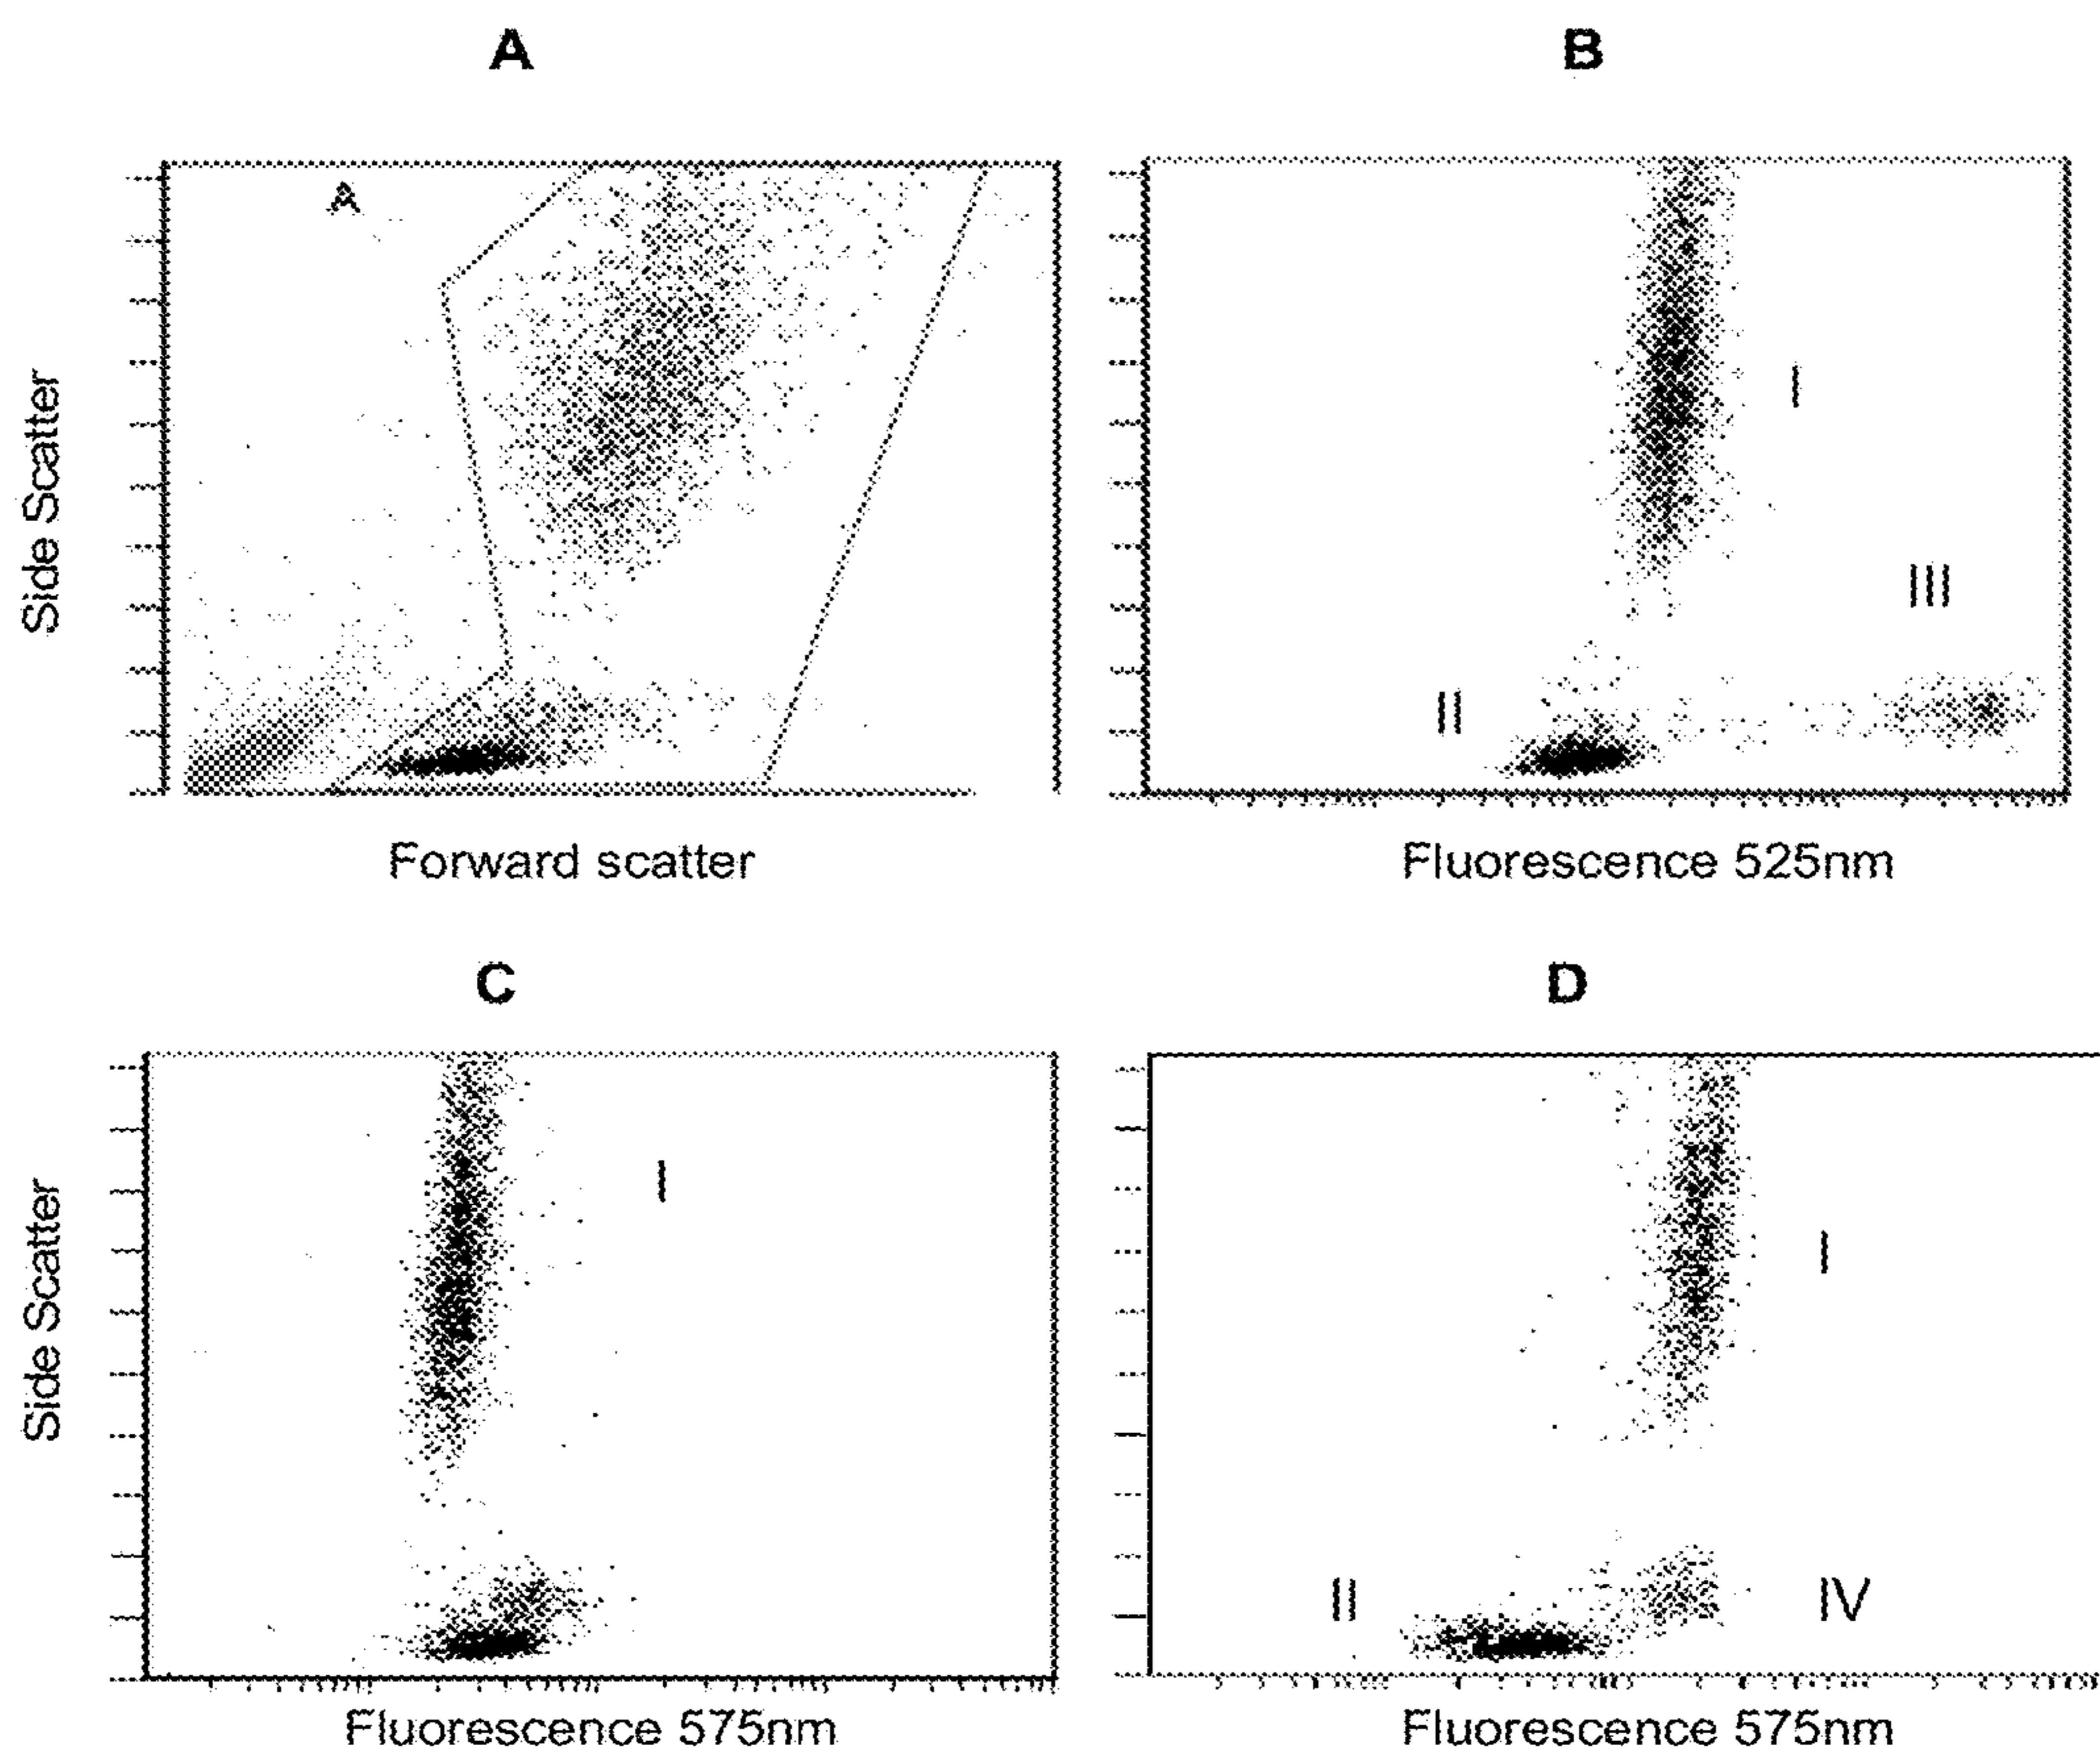 A
B
A
Side Scatter
I
II
III
Forward scatter
Fluorescence 525nm
C
D
Side Scatter
I
I
II
IV
Fluorescence 575nm
Fluorescence 575nm